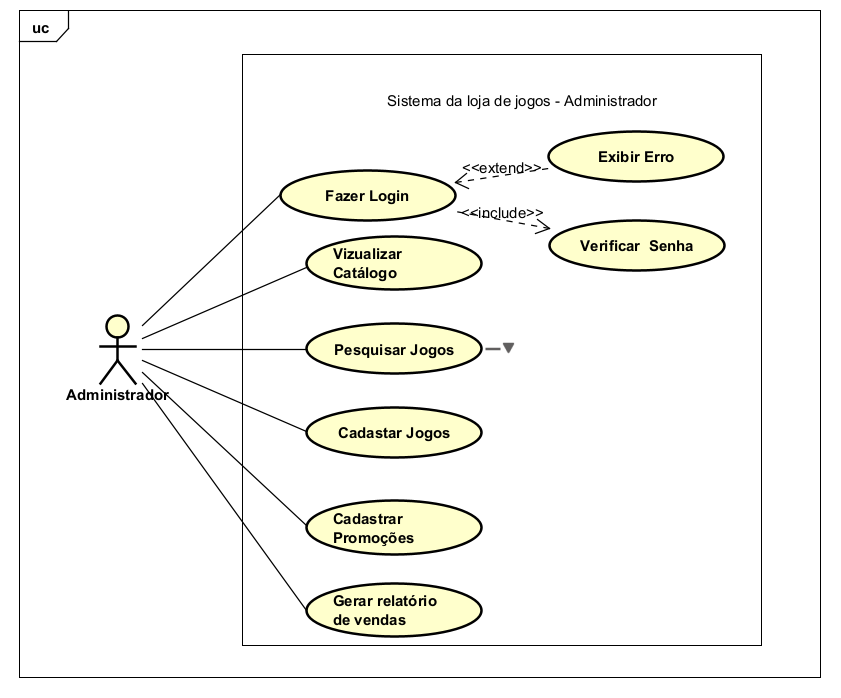 uc
Sistema da loja de jogos - Administrador
<<extend>>
Exibir Erro
Fazer Login
<<include>>
Verificar Senha
Vizualizar
Catálogo
Pesquisar Jogos
Administrador
Cadastar Jogos
Cadastrar
Promoções
Gerar relatório
de vendas